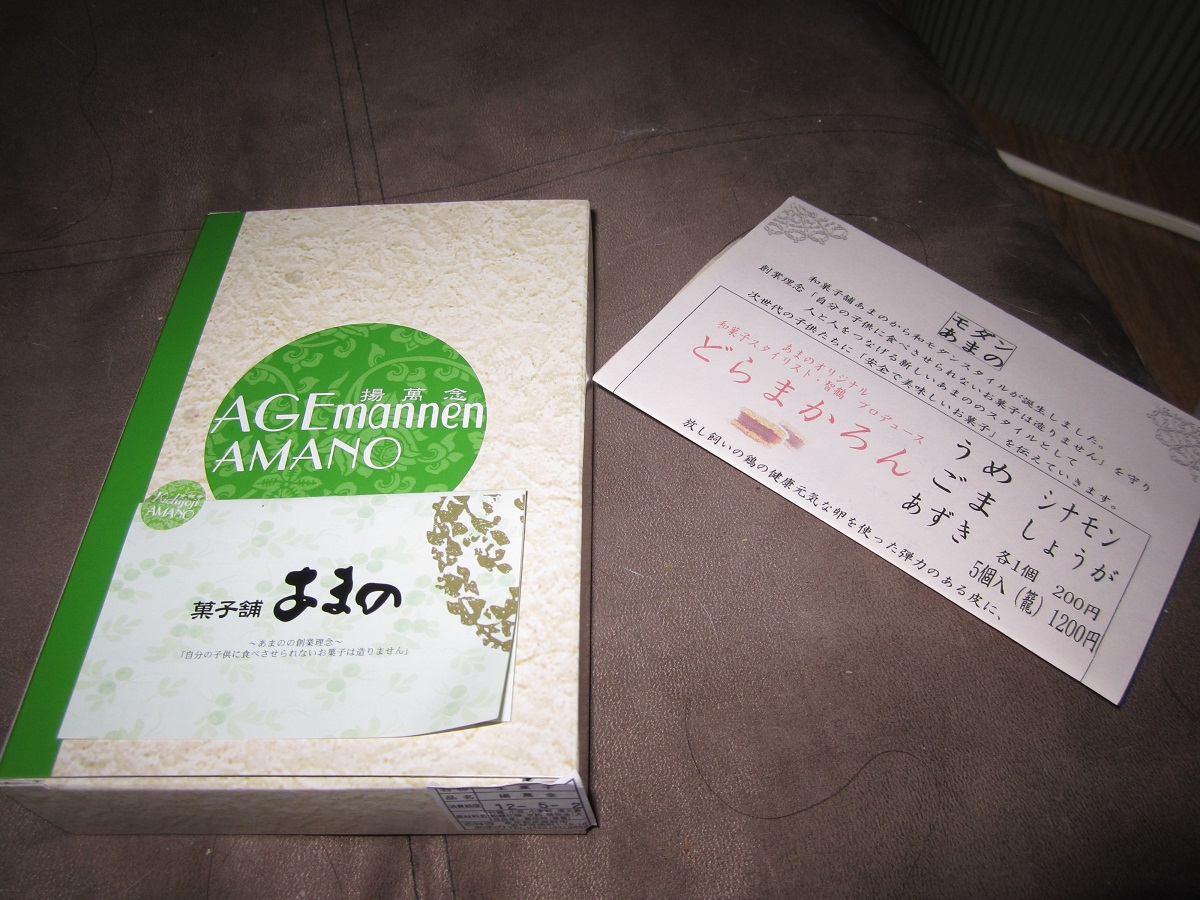 揚萬念
AGEmannen
AMANO
AMANO
菓子舗 あまの
～あまのの創業理念～
『自分の子供に食べさせられないお菓子は造りません』
品名
揚萬念
12- 5- 2
モダン
あまの
和菓子舗あまのから和モダンスタイルが誕生しました。
創業理念「自分の子供に食べさせられないお菓子は造りません」を守り
人と人をつなげる新しいあまののスタイルとして
次世代の子供たちに「安全で美味しいお菓子」を伝えていきます。
あまのオリジナル
和菓子スタイリスト・智鶴 プロデュース
どらまかろん
うめ シナモン
ごま しょうが
あずき
各1個 200円
5個入（籠）1200円
放し飼いの鶏の健康元気な卵を使った弾力のある皮に、